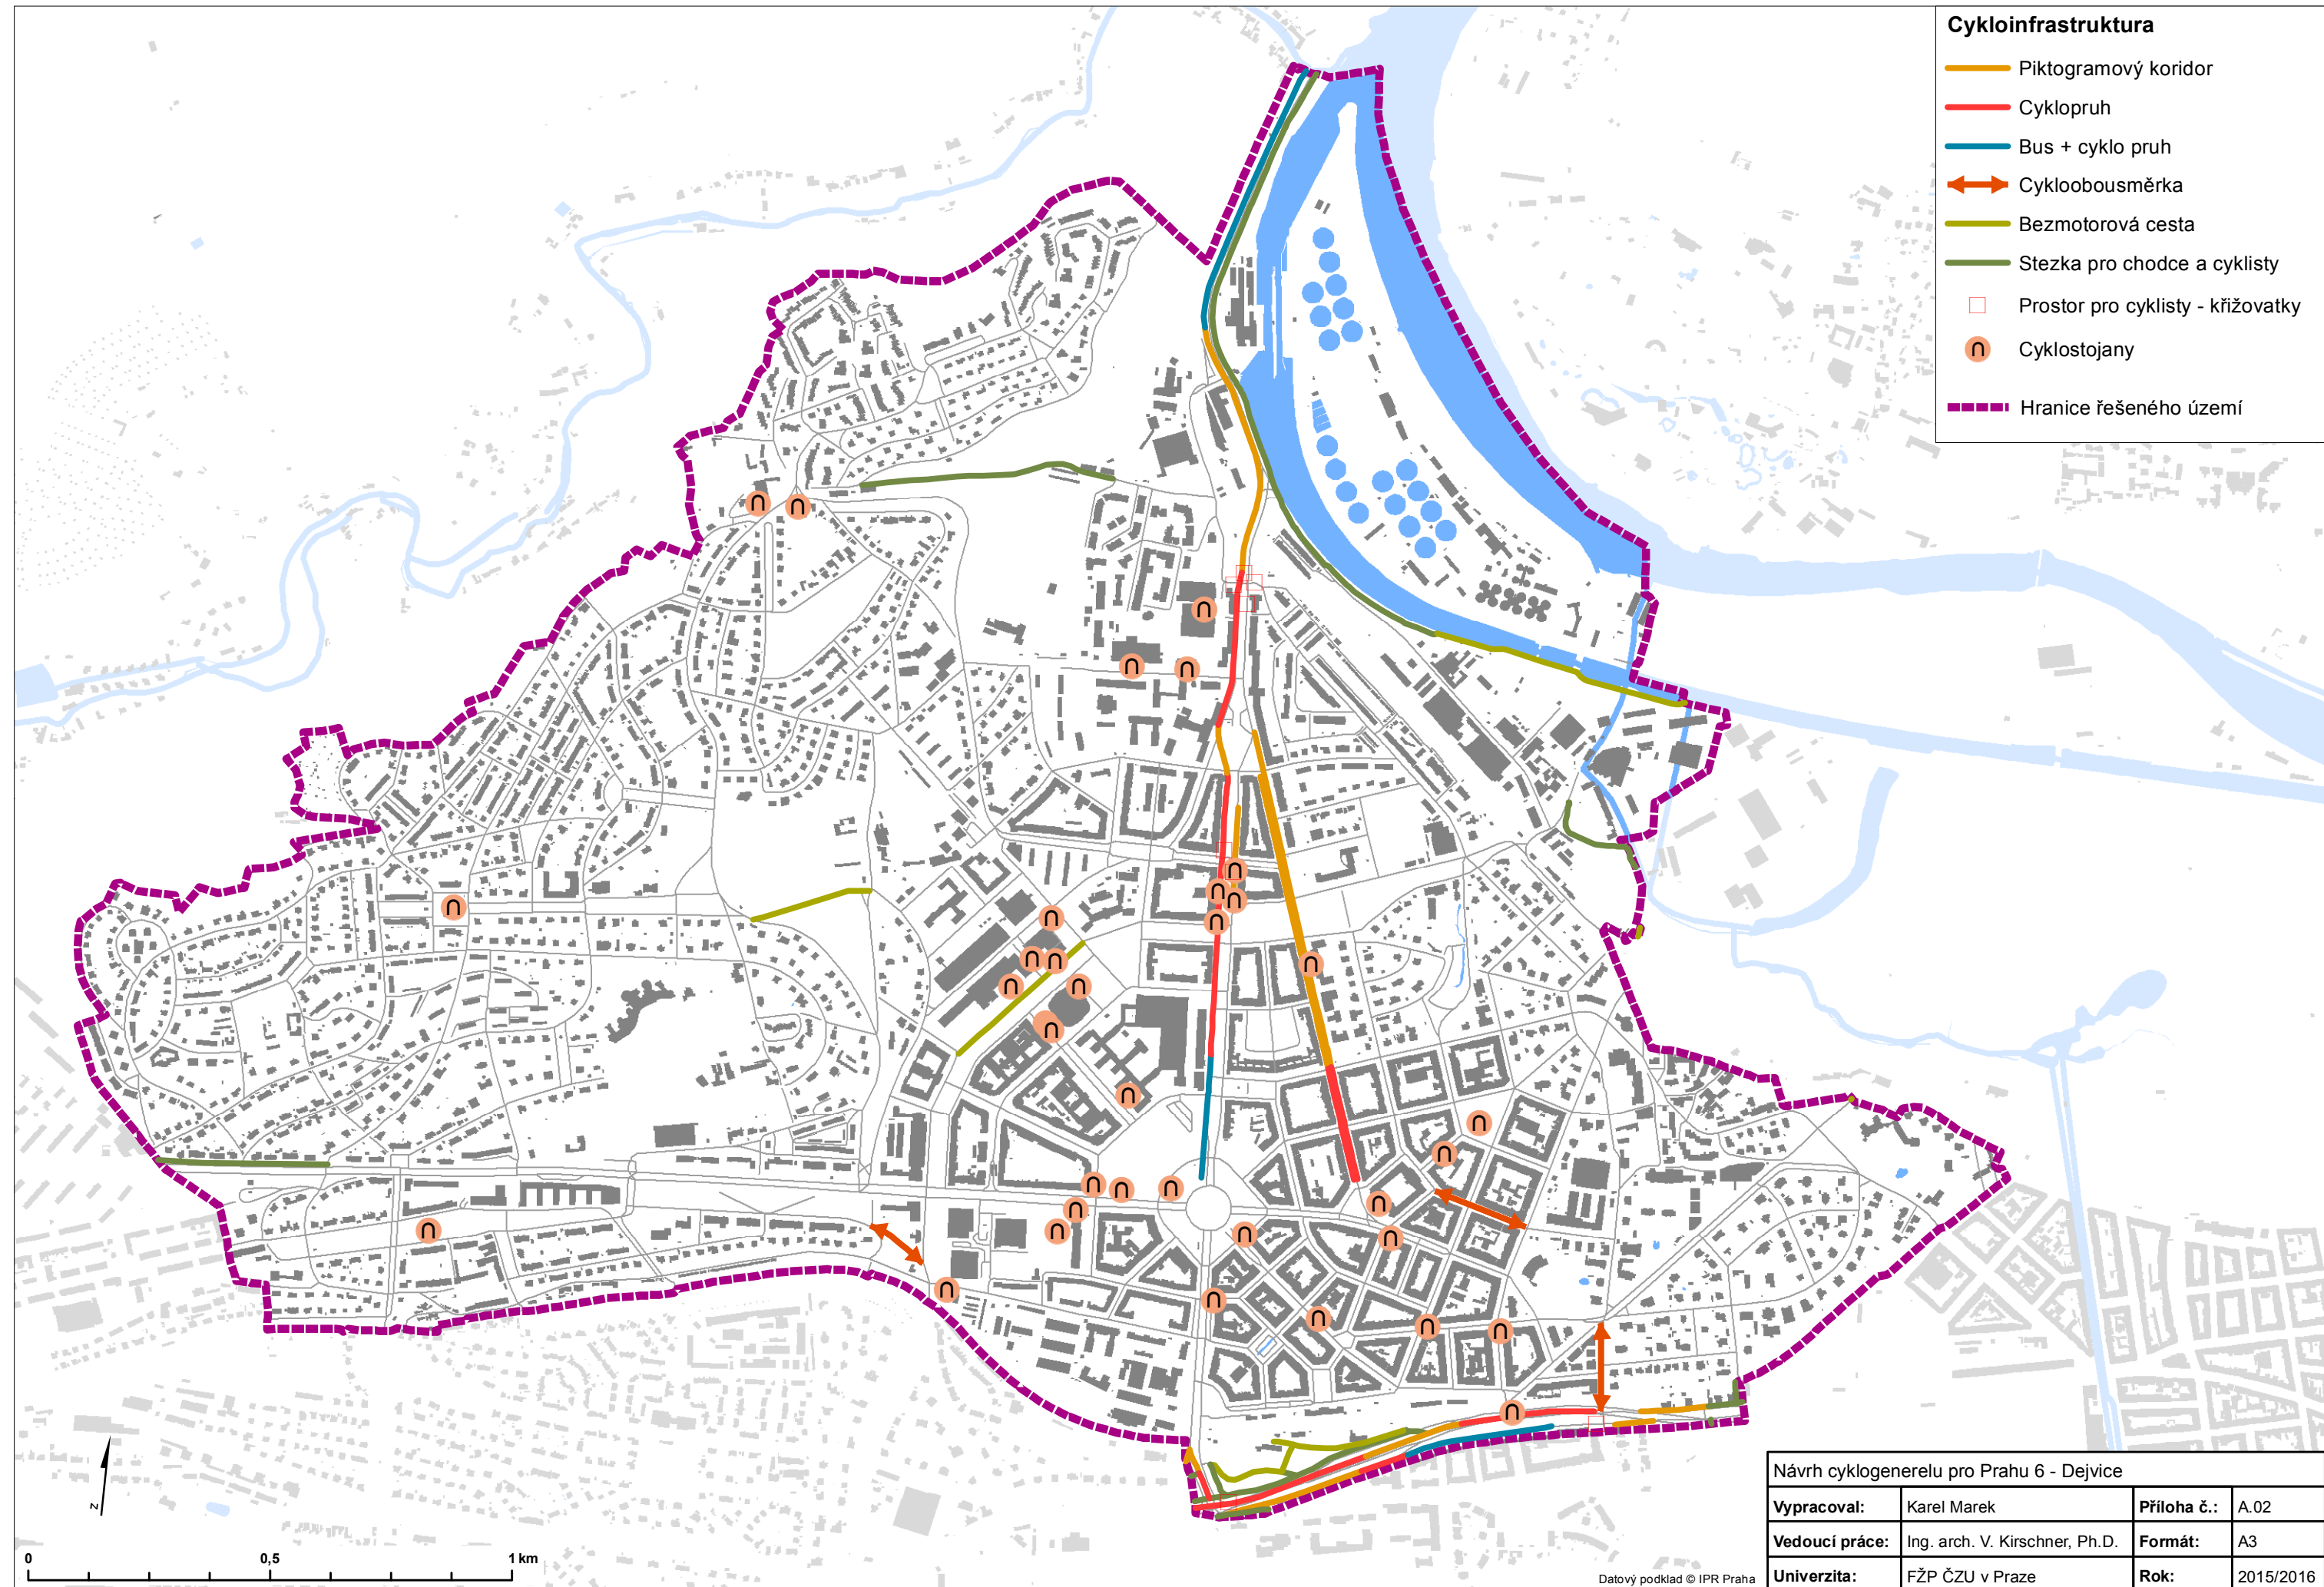 Cykloinfrastruktura
Piktogramový koridor
Cyklopruh
Bus + cyklo pruh
Cykloobousměrka
Bezmotorová cesta
Stezka pro chodce a cyklisty
Prostor pro cyklisty - křižovatky
Cyklostojany
Hranice řešeného území
z
0 0,5 1 km
Datový podklad © IPR Praha
Návrh cyklogenerelu pro Prahu 6 - Dejvice
Vypracoval: Karel Marek Příloha č.: A.02
Vedoucí práce: Ing. arch. V. Kirschner, Ph.D. Formát: A3
Univerzita: FŽP ČZU v Praze Rok: 2015/2016